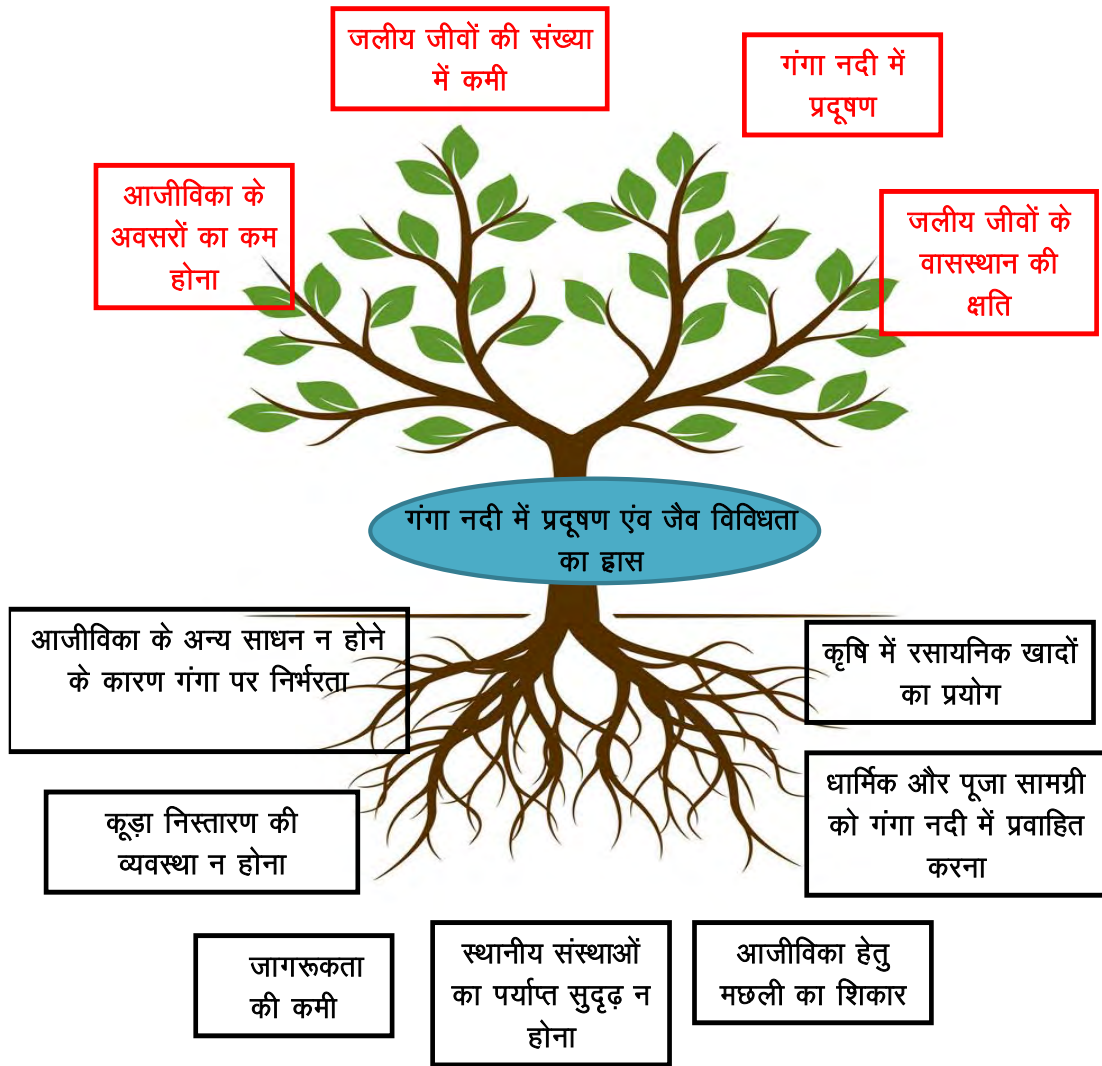 जलीय जीवों की संख्या
में कमी
गंगा नदी में
प्रदूषण
आजीविका के
अवसरों का कम
होना
जलीय जीवों के
वासस्थान की
क्षति
गंगा नदी में प्रदूषण एंव जैव विविधता
का ह्रास
आजीविका के अन्य साधन न होने
के कारण गंगा पर निर्भरता
कृषि में रसायनिक खादों
का प्रयोग
धार्मिक और पूजा सामग्री
को गंगा नदी में प्रवाहित
करना
कूड़ा निस्तारण की
व्यवस्था न होना
जागरूकता
की कमी
स्थानीय संस्थाओं
का पर्याप्त सुदृढ़ न
होना
आजीविका हेतु
मछली का शिकार